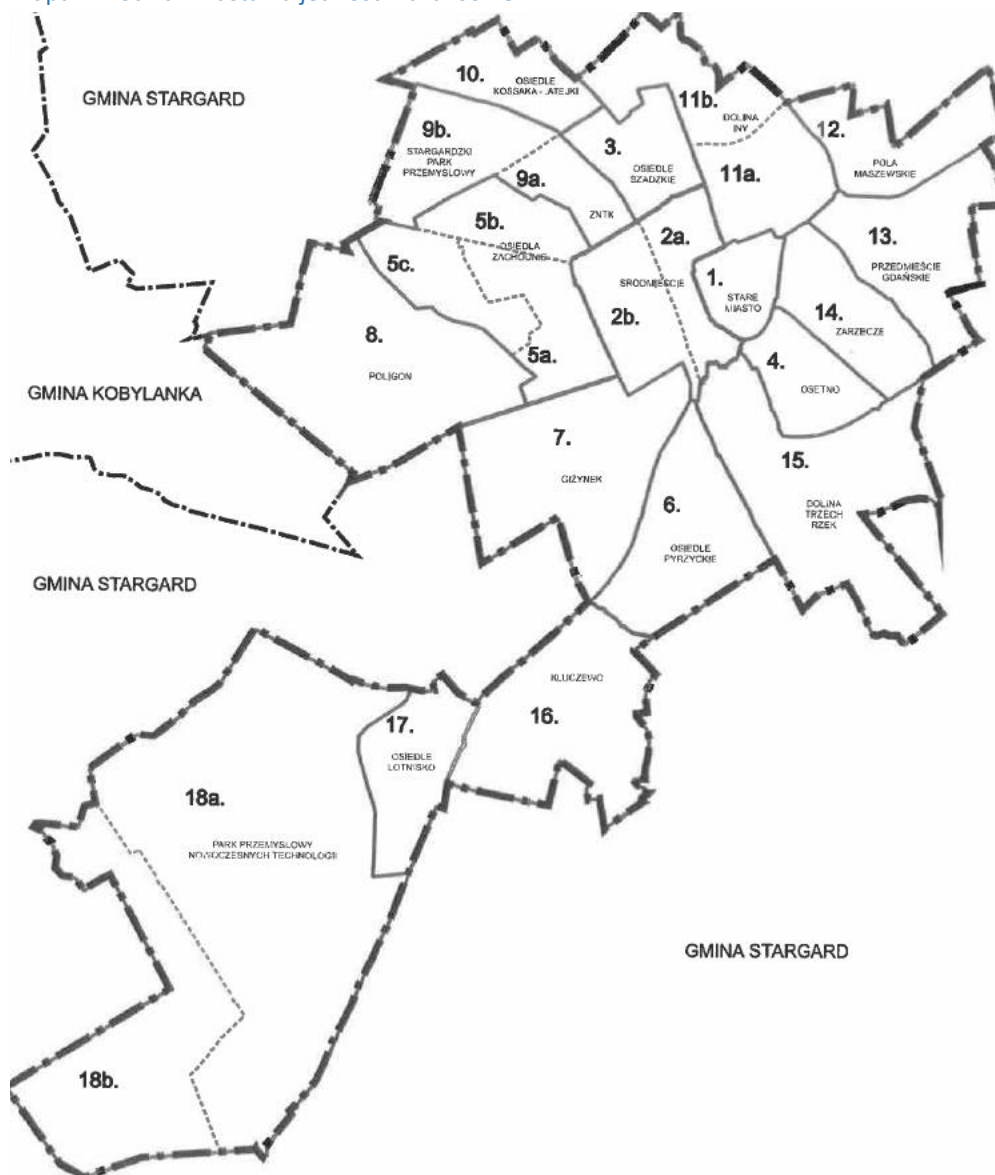 10.
OSIEDLE
KOSSAKA - LATEJKI
GMINA STARGARD
11b.
DOLINA
INY
12.
9b.
STARGARDZKI
PARK
PRZEMYSŁOWY
3.
OSIEDLE
SZADZKIE
POLA
MASZEWSKIE
9a.
11a.
ZNTK
5b.
OSIEDLA
ZACHODNIE
2a.
13.
PRZEDMIEŚCIE
GDAŃSKIE
5c.
ŚRÓDMIEŚCIE
1.
STARE
MIASTO
2b.
14.
ZARZECZE
8.
POLIGON
5a.
4.
OSETNO
GMINA KOBYLANKA
7.
GIŻYNEK
15.
DOLINA
TRZECH
RZEK
6.
OSIEDLE
PYRZYCKIE
GMINA STARGARD
KLUCZEWO
16.
17.
OSIEDLE
LOTNISKO
18a.
PARK PRZEMYSŁOWY
NOWOCZESNYCH TECHNOLOGII
GMINA STARGARD
18b.